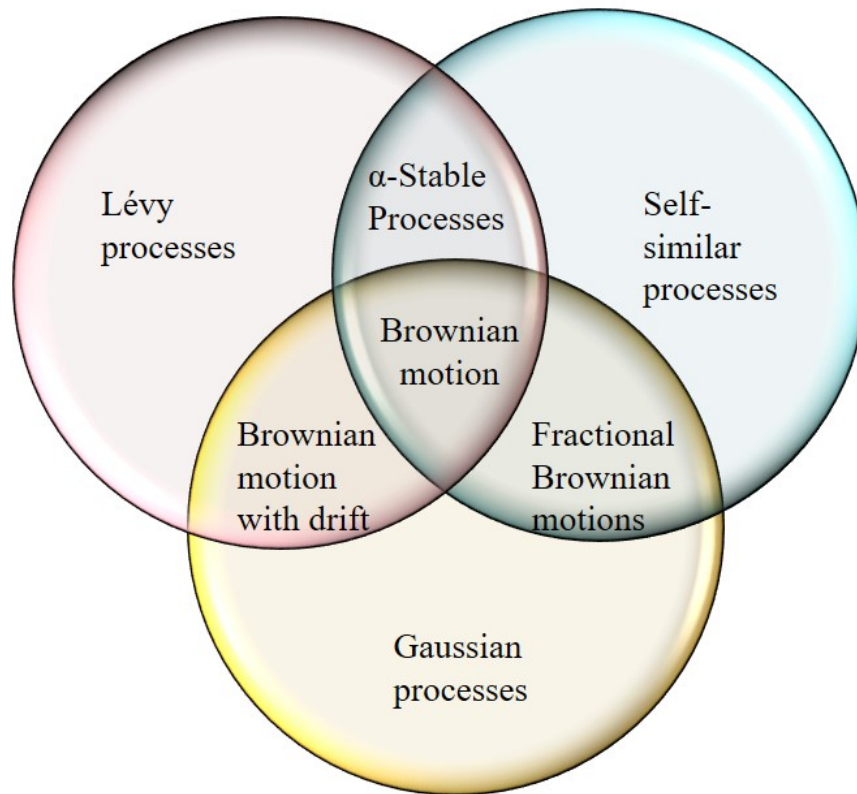 Lévy
processes
α-Stable
Processes
Self-
similar
processes
Brownian
motion
Brownian
motion
with drift
Fractional
Brownian
motions
Gaussian
processes